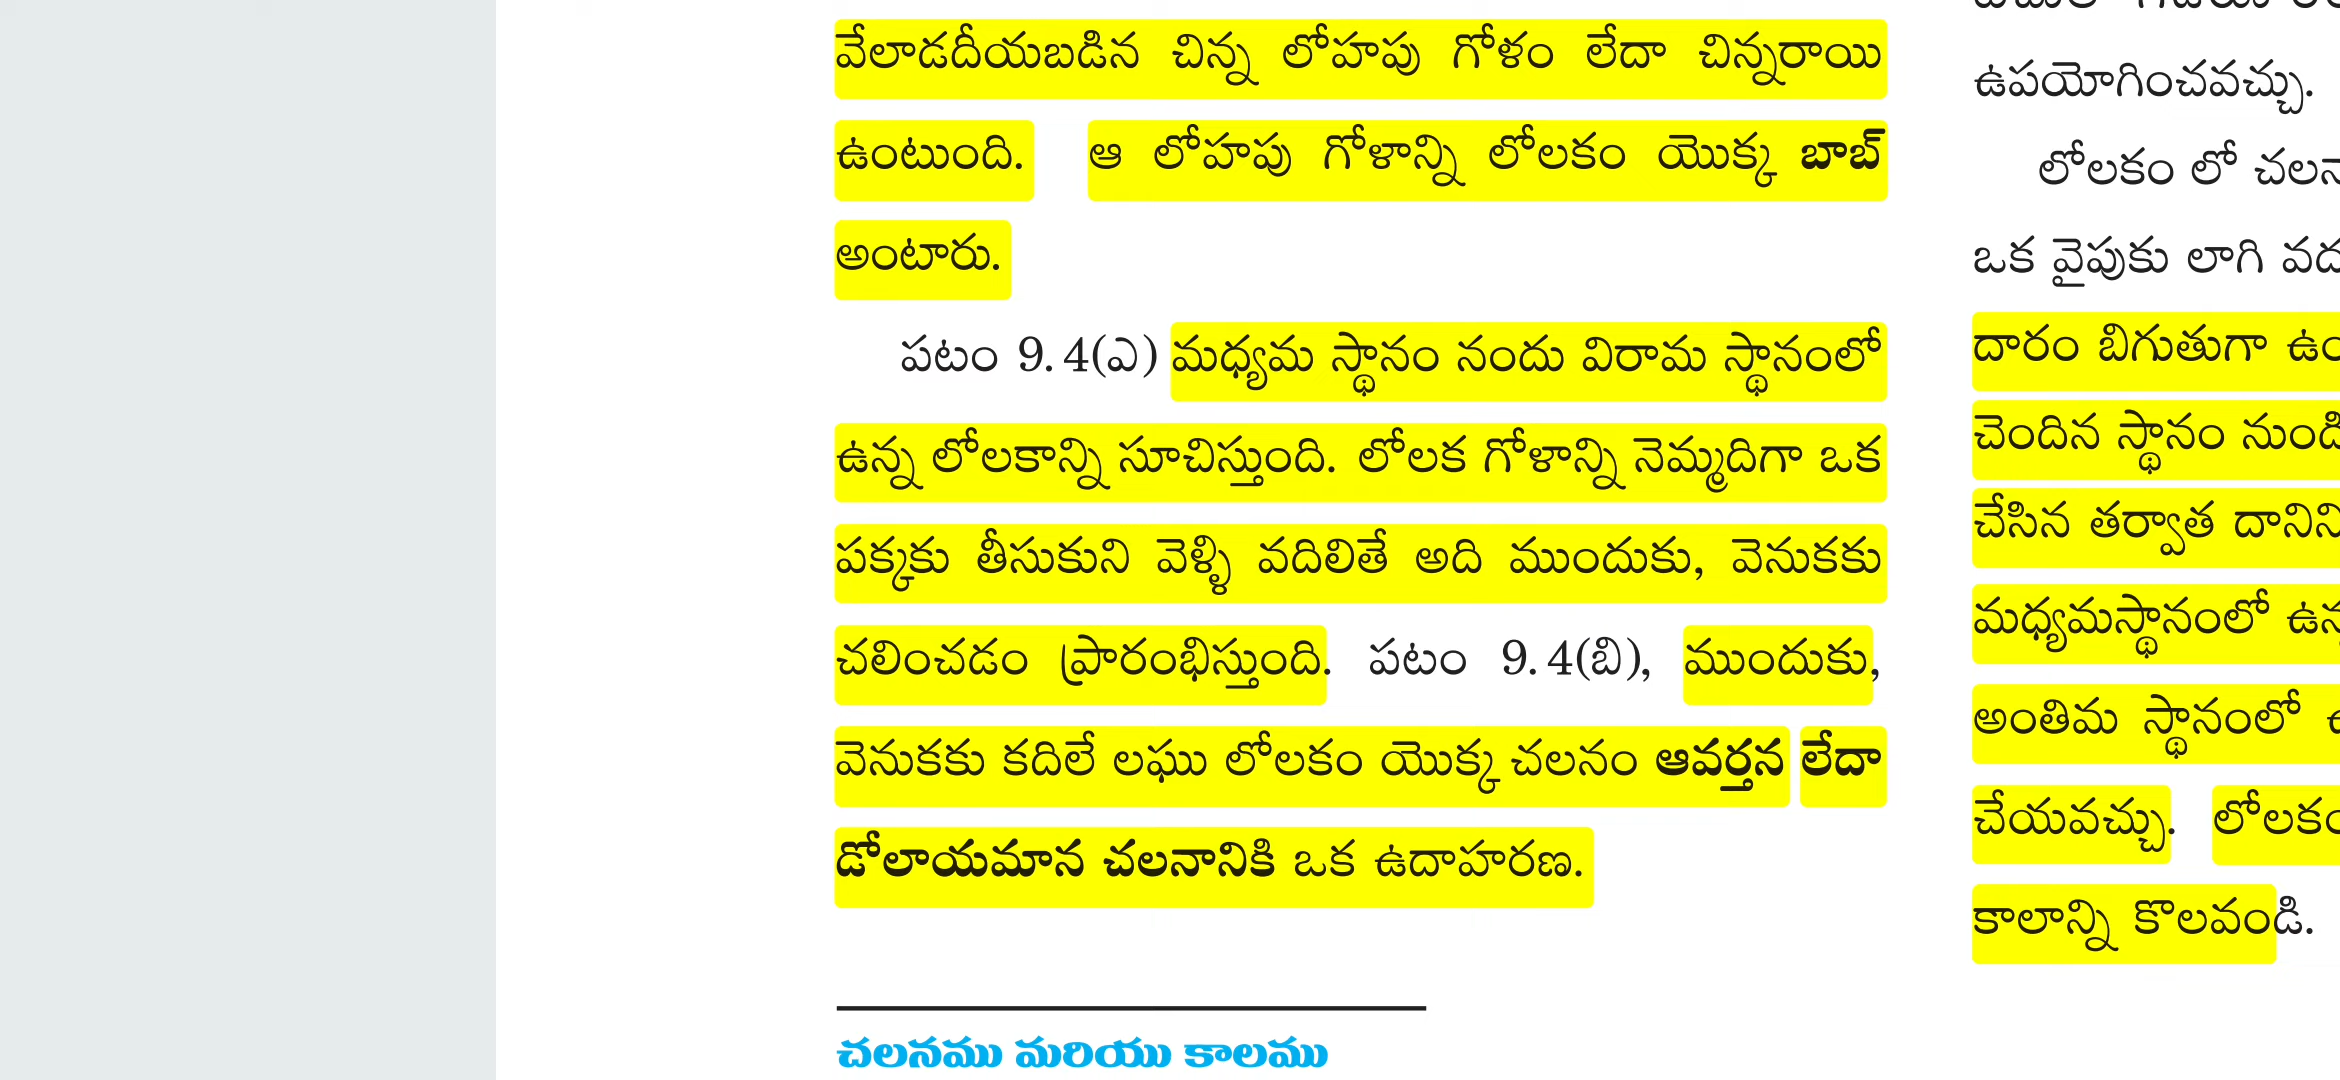 వేలాడదీయబడిన చిన్న లోహపు గోళం లేదా చిన్నరాయి
ఉంటుంది. ఆ లోహపు గోళాన్ని లోలకం యొక్క బాబ్
అంటారు.
పటం 9.4(ఎ) మధ్యమ స్థానం నందు విరామ స్థానంలో
ఉన్న లోలకాన్ని సూచిస్తుంది. లోలక గోళాన్ని నెమ్మదిగా ఒక
పక్కకు తీసుకుని వెళ్ళి వదిలితే అది ముందుకు, వెనుకకు
చలించడం ప్రారంభిస్తుంది. పటం 9.4(బి), ముందుకు,
వెనుకకు కదిలే లఘు లోలకం యొక్క చలనం ఆవర్తన లేదా
డోలాయమాన చలనానికి ఒక ఉదాహరణ.
చలనము మరియు కాలము
ఉపయోగించవచ్చు.
లోలకం లో
ఒక వైపుకు లాగి
దారం బిగుతుగా
చెందిన స్థానం
చేసిన తర్వాత
మధ్యమస్థానంలో
అంతిమ స్థానంలో
చేయవచ్చు.
కాలాన్ని కొలవండి.